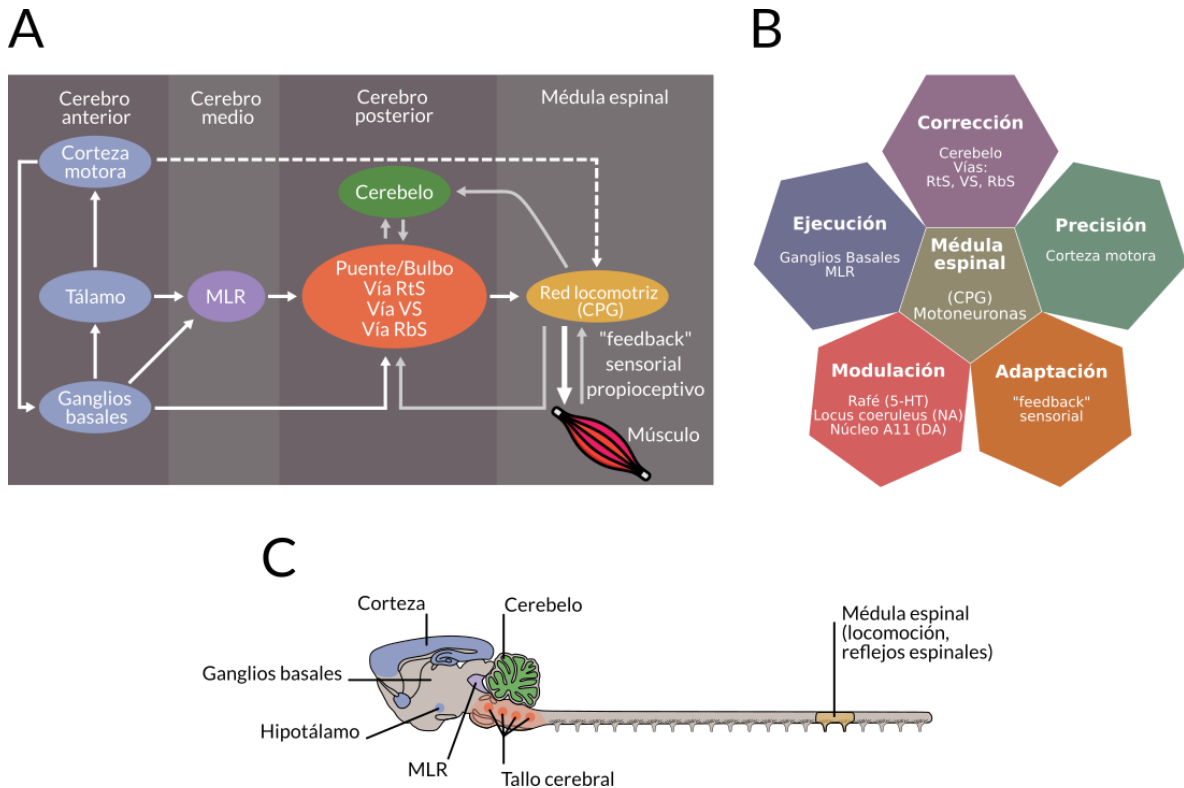 A
Cerebro
anterior
Cerebro
medio
Cerebro
posterior
Médula espinal
Corteza
motora
Cerebelo
Tálamo
MLR
Puente/Bulbo
Vía RtS
Vía VS
Vía RbS
Red locomotriz
(CPG)
"feedback"
sensorial
propioceptivo
Ganglios
basales
Músculo
B
Corrección
Cerebelo
Vías:
RtS, VS, RbS
Ejecución
Ganglios Basales
MLR
Precisión
Corteza motora
Médula
espinal
(CPG)
Motoneuronas
Modulación
Rafé (5-HT)
Locus coeruleus (NA)
Núcleo A11 (DA)
Adaptación
"feedback"
sensorial
C
Corteza
Cerebelo
Ganglios basales
Hipotálamo
MLR
Tallo cerebral
Médula espinal
(locomoción,
reflejos espinales)